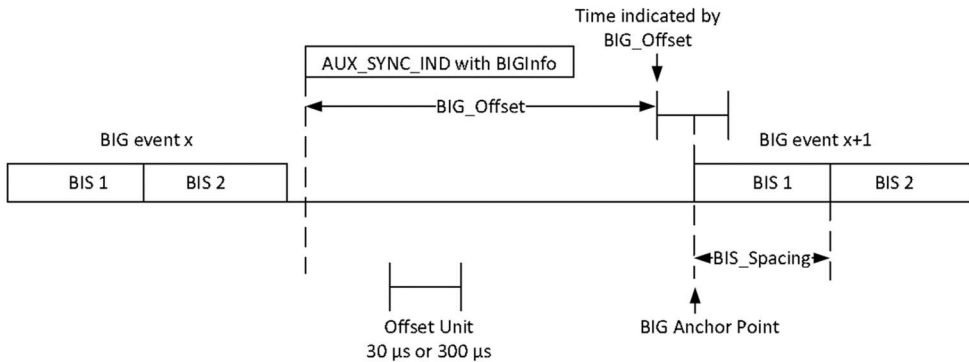 Time indicated by
BIG_Offset
AUX_SYNC_IND with BIGInfo
BIG_Offset
BIG event x
BIG event x+1
BIS 1
BIS 2
BIS 1
BIS 2
BIS_Spacing
Offset Unit
30 µs or 300 µs
BIG Anchor Point